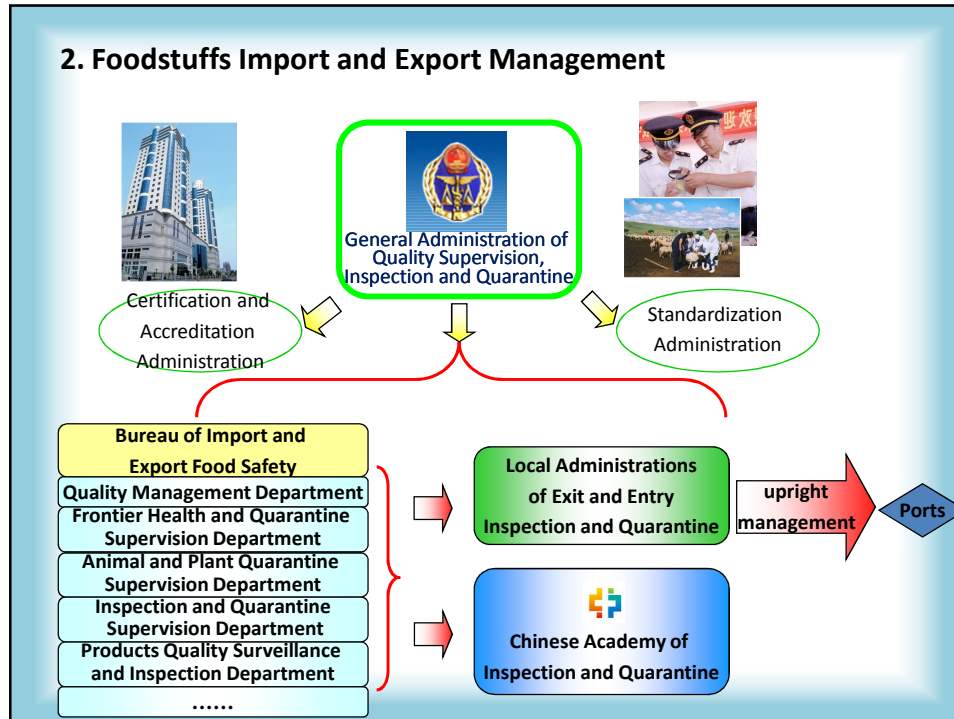 2. Foodstuffs Import and Export Management
General Administration of
Quality Supervision,
Inspection and Quarantine
Certification and
Accreditation
Administration
Standardization
Administration
Bureau of Import and
Export Food Safety
Quality Management Department
Frontier Health and Quarantine
Supervision Department
Animal and Plant Quarantine
Supervision Department
Inspection and Quarantine
Supervision Department
Products Quality Surveillance
and Inspection Department
......
Local Administrations
of Exit and Entry
Inspection and Quarantine
upright
management
Ports
Chinese Academy of
Inspection and Quarantine